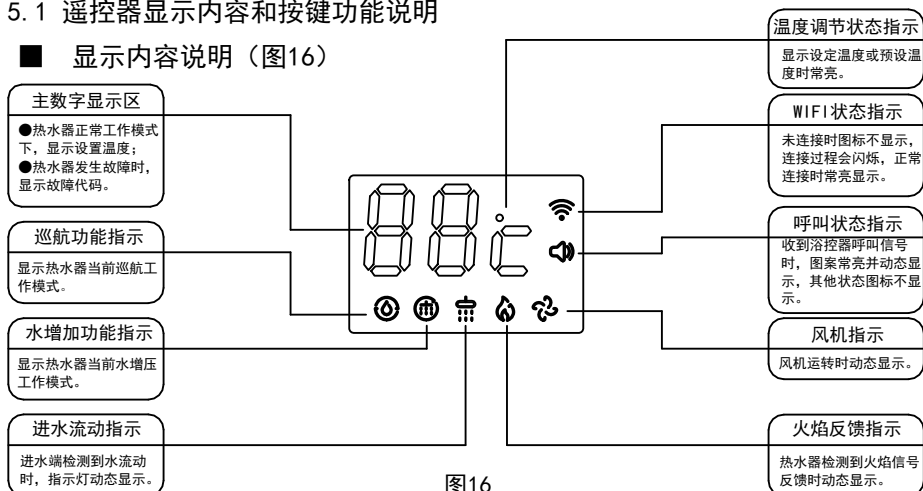 5.1 遥控器显示内容和按键功能说明
■ 显示内容说明（图16）
主数字显示区
●热水器正常工作模式
下，显示设置温度；
●热水器发生故障时，
显示故障代码。
巡航功能指示
显示热水器当前巡航工
作模式。
水增加功能指示
显示热水器当前水增压
工作模式。
进水流动指示
进水端检测到水流动
时，指示灯动态显示。
88°C
温度调节状态指示
显示设定温度或预设温
度时常亮。
WIFI状态指示
未连接时图标不显示，
连接过程会闪烁，正常
连接时常亮显示。
呼叫状态指示
收到浴控器呼叫信号
时，图案常亮并动态显
示，其他状态图标不显
示。
风机指示
风机运转时动态显示。
火焰反馈指示
热水器检测到火焰信号
反馈时动态显示。
图16